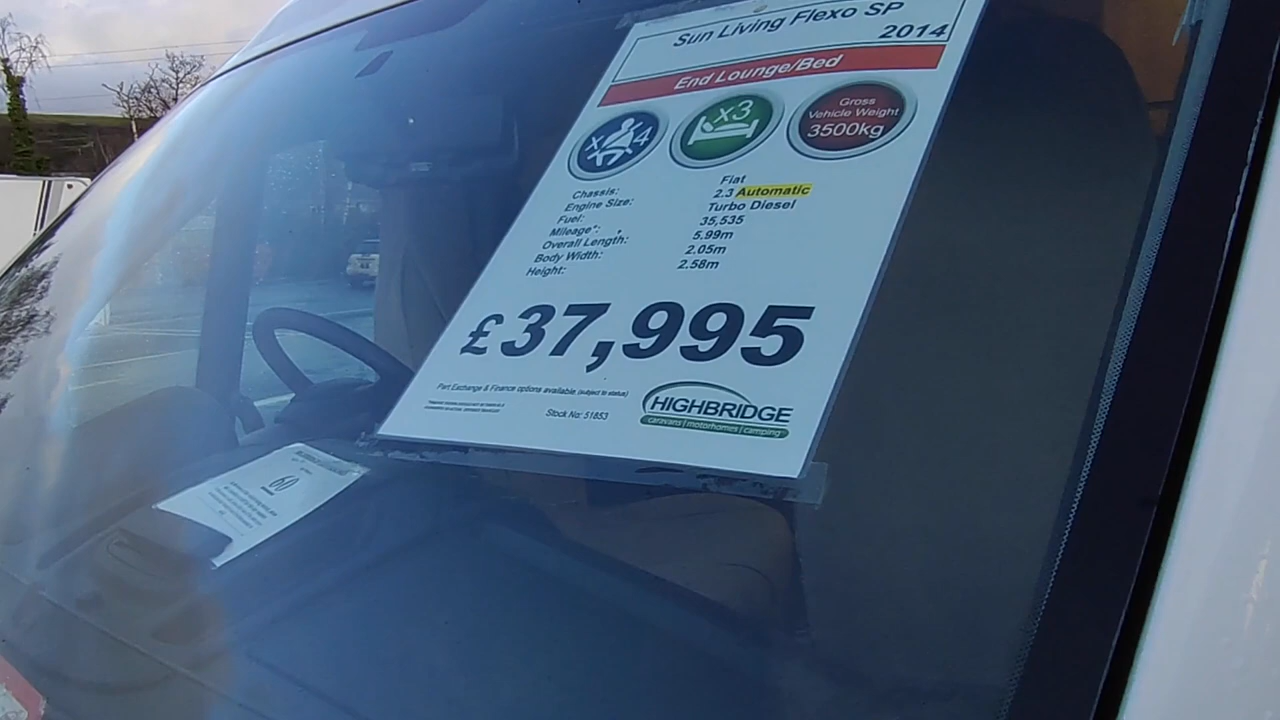 Sun Living Flexo SP
2014
End Lounge/Bed
x4
x3
Gross
Vehicle Weight
3500kg
Chassis: Fiat
Engine Size: 2.3 Automatic
Fuel: Turbo Diesel
Mileage*: 35,535
Overall Length: 5.99m
Body Width: 2.05m
Height: 2.58m
£37,995
Part Exchange & Finance options available (subject to status)
Stock No: 51853
HIGHBRIDGE
caravans | motorhomes | camping
60